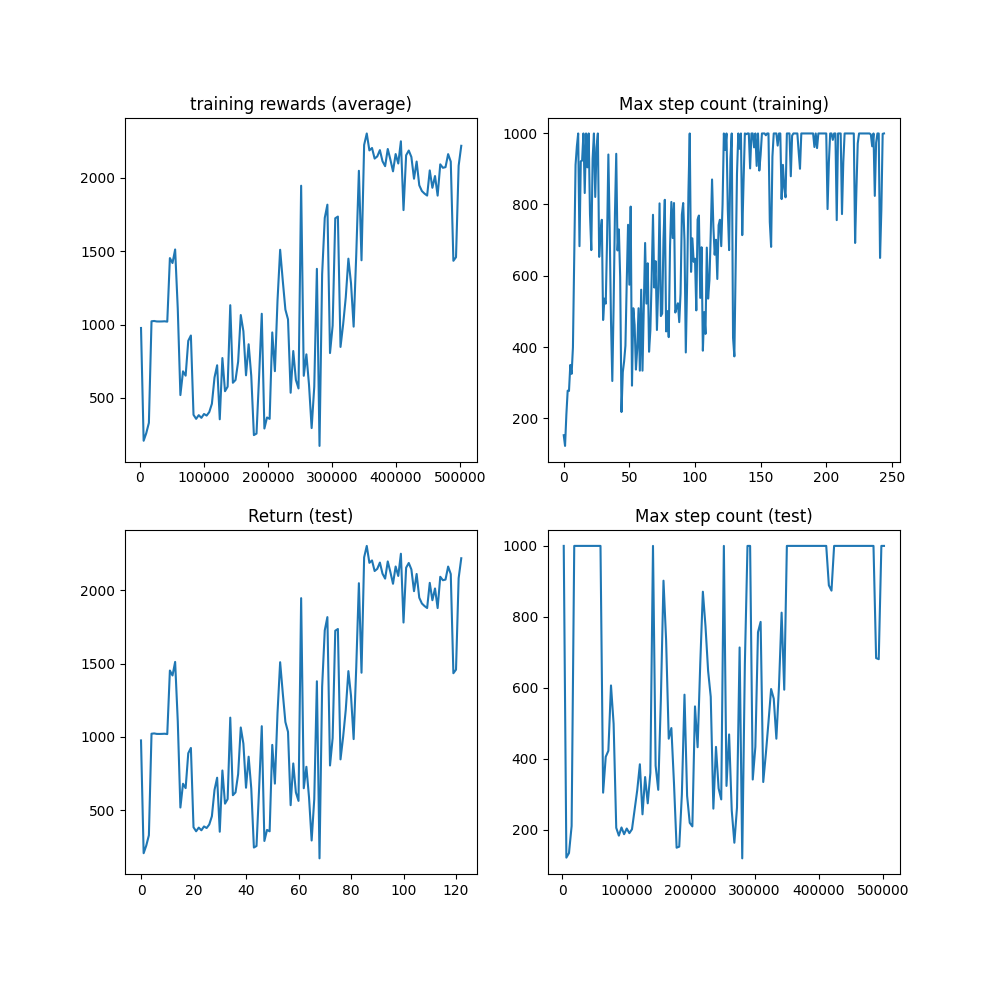 training rewards (average)
2000
1500
1000
500
0 100000 200000 300000 400000 500000
Max step count (training)
1000
800
600
400
200
0 50 100 150 200 250
Return (test)
2000
1500
1000
500
0 20 40 60 80 100 120
Max step count (test)
1000
800
600
400
200
0 100000 200000 300000 400000 500000